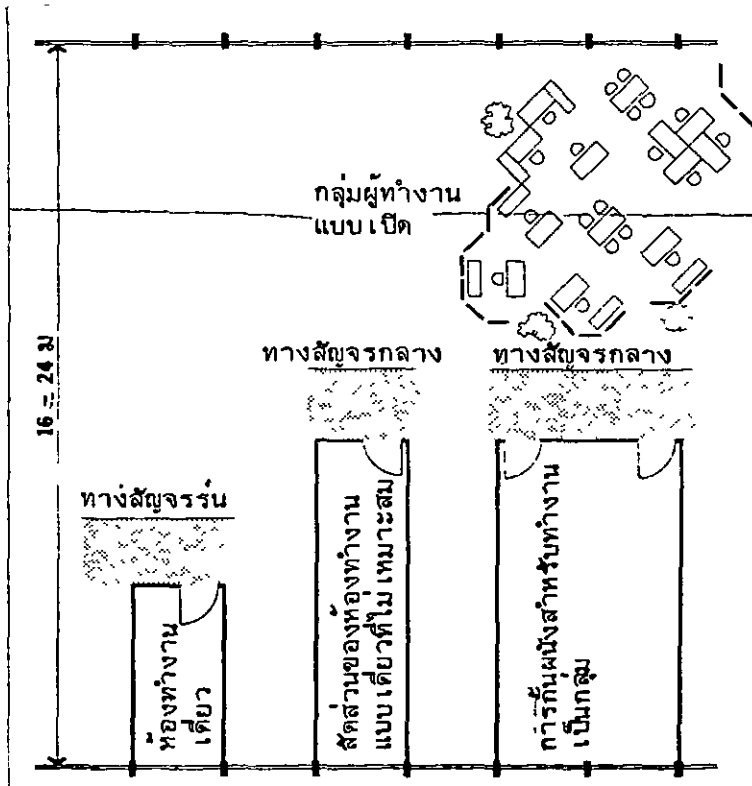 กลุ่มผู้ทำงาน
แบบเปิด
16 - 24 ม
ทางสัญจรกลาง
ทางสัญจรกลาง
ทางสัญจรร่น
ห้องทำงาน
เดี่ยว
สัดส่วนของห้องทำงาน
แบบเดี่ยวที่ไม่เหมาะสม
การกั้นผนังสำหรับทำงาน
เป็นกลุ่ม